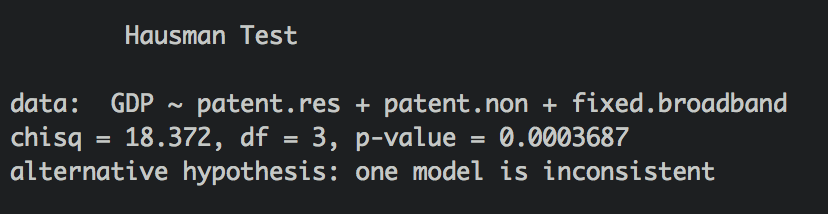 Hausman Test
data:  GDP ~ patent.res + patent.non + fixed.broadband
chisq = 18.372, df = 3, p-value = 0.0003687
alternative hypothesis: one model is inconsistent